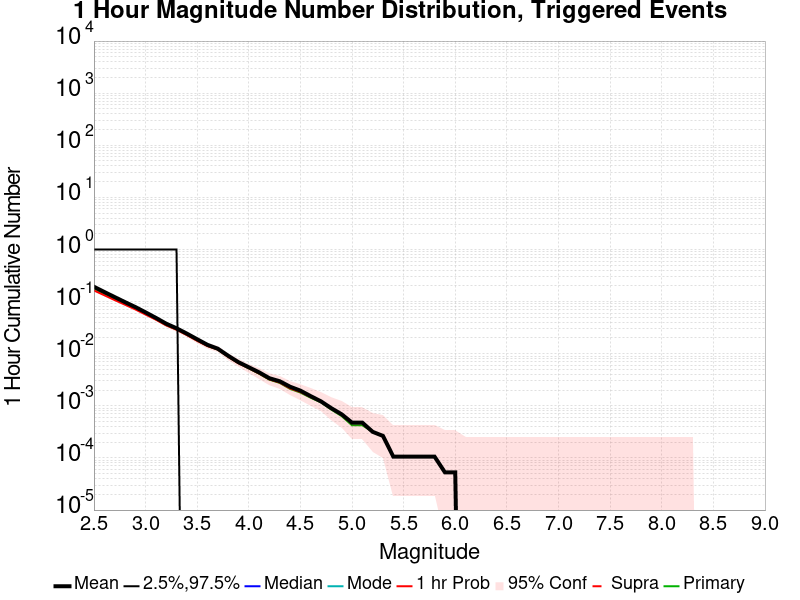 1 Hour Magnitude Number Distribution, Triggered Events
1 Hour Cumulative Number
10^4
10^3
10^2
10^1
10^0
10^-1
10^-2
10^-3
10^-4
10^-5
2.5 3.0 3.5 4.0 4.5 5.0 5.5 6.0 6.5 7.0 7.5 8.0 8.5 9.0
Magnitude
Mean 2.5%,97.5% Median Mode 1 hr Prob 95% Conf Supra Primary